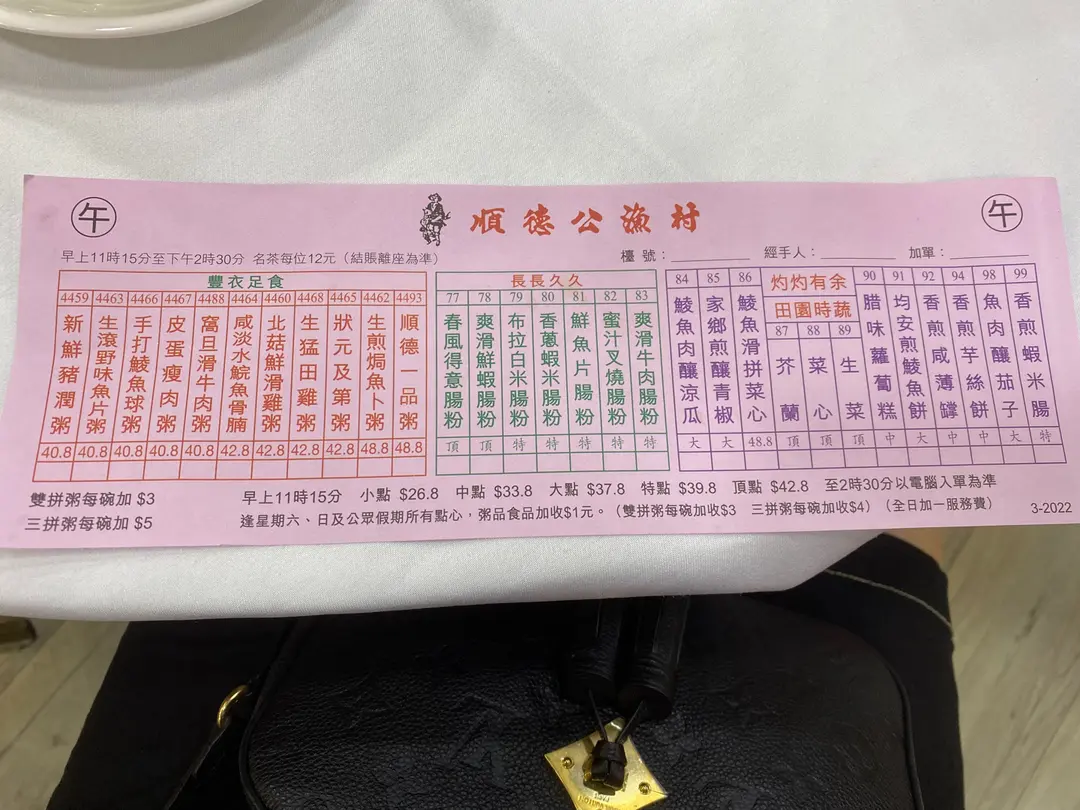 午
順德公漁村
午
早上11時15分至下午2時30分 名茶每位12元（結賬離座為準）
檯號：
經手人：
加單：
豐衣足食
4459 新鮮豬潤粥 40.8
4463 生滾野味魚片粥 40.8
4466 手打鯪魚球粥 40.8
4467 皮蛋瘦肉粥 40.8
4488 窩旦滑牛肉粥 40.8
4464 咸淡水鯇魚骨腩粥 42.8
4460 北菇鮮滑雞粥 42.8
4468 生猛田雞粥 42.8
4465 狀元及第粥 42.8
4462 生煎焗魚卜粥 48.8
4493 順德一品粥 48.8
長長久久
77 春風得意腸粉 頂
78 爽滑鮮蝦腸粉 頂
79 布拉白米腸粉 特
80 香蔥蝦米腸粉 特
81 鮮魚片腸粉 特
82 蜜汁叉燒腸粉 特
83 爽滑牛肉腸粉 特
84 鯪魚肉釀涼瓜 大
85 家鄉煎釀青椒 大
86 鯪魚滑拼菜心 48.8
灼灼有余
田園時蔬
87 芥蘭 頂
88 菜心 頂
89 生菜 頂
90 腊味蘿蔔糕 中
91 均安煎鯪魚餅 大
92 香煎咸薄罉 中
94 香煎芋絲餅 中
98 魚肉釀茄子 大
99 香煎蝦米腸 特
雙拼粥每碗加 $3
三拼粥每碗加 $5
早上11時15分 小點 $26.8 中點 $33.8 大點 $37.8 特點 $39.8 頂點 $42.8 至2時30分以電腦入單為準
逢星期六、日及公眾假期所有點心，粥品食品加收$1元。（雙拼粥每碗加收$3 三拼粥每碗加收$4）（全日加一服務費）
3-2022